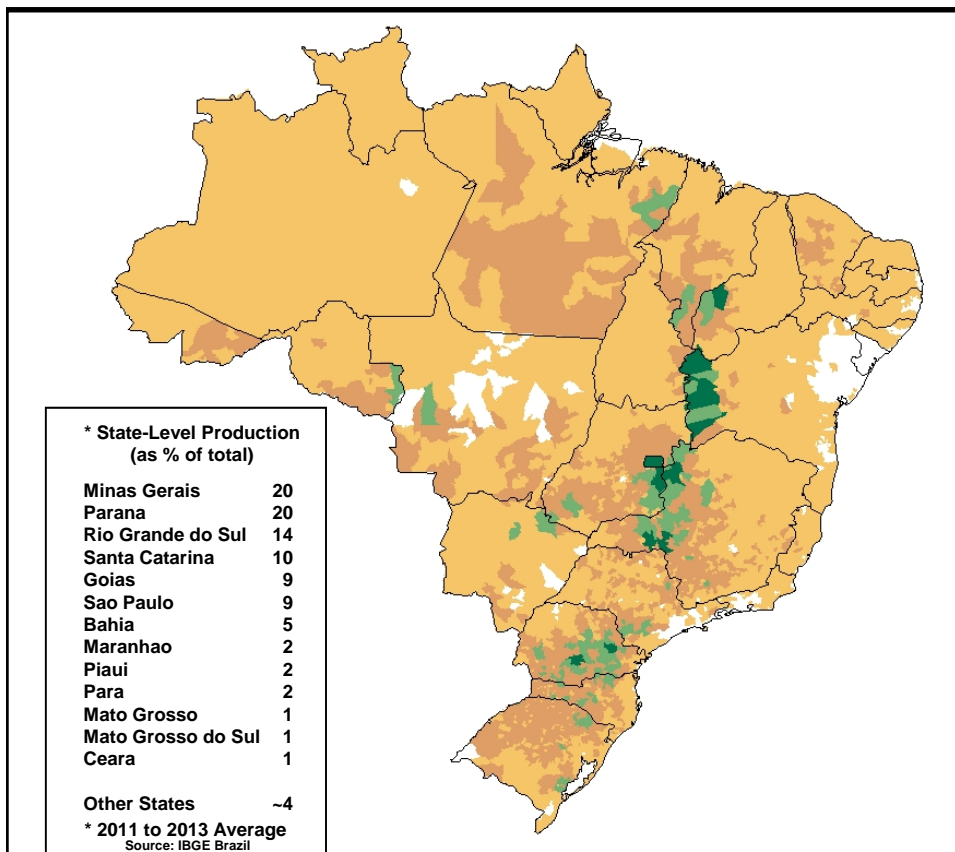 * State-Level Production
(as % of total)
Minas Gerais 20
Parana 20
Rio Grande do Sul 14
Santa Catarina 10
Goias 9
Sao Paulo 9
Bahia 5
Maranhao 2
Piaui 2
Para 2
Mato Grosso 1
Mato Grosso do Sul 1
Ceara 1
Other States ~4
* 2011 to 2013 Average
Source: IBGE Brazil